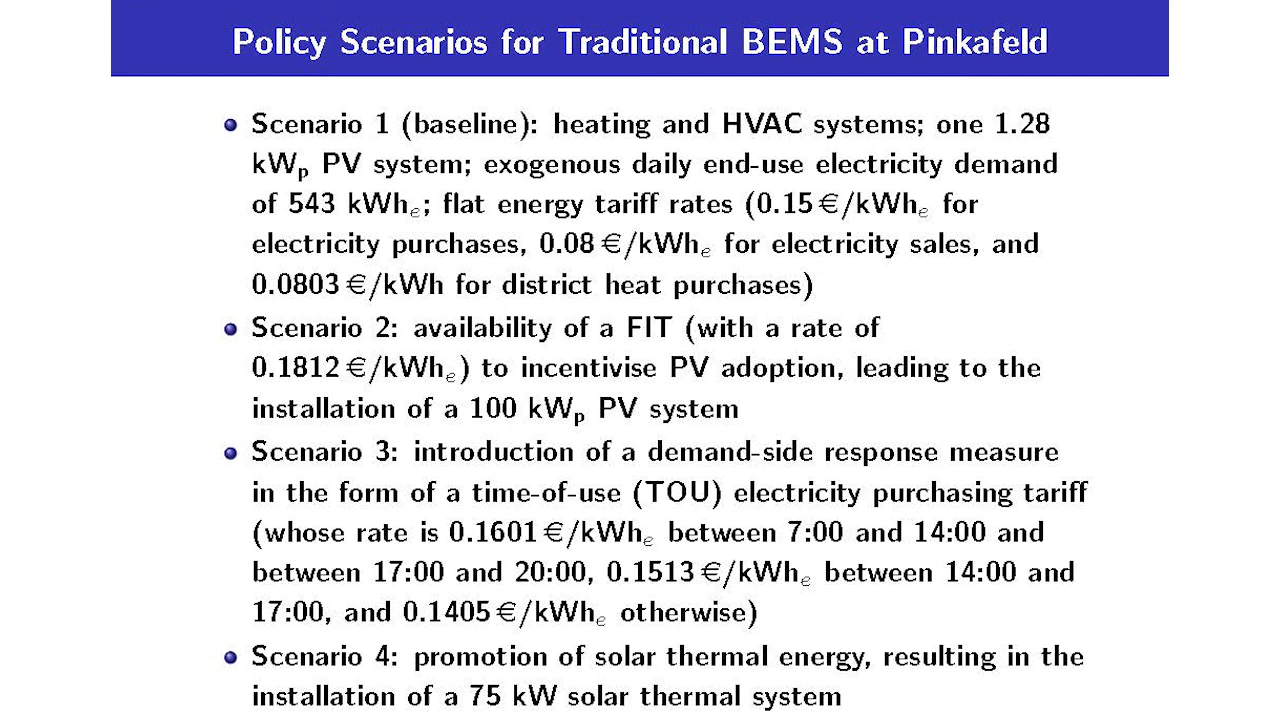 Policy Scenarios for Traditional BEMS at Pinkafeld
Scenario 1 (baseline): heating and HVAC systems; one 1.28
kWp PV system; exogenous daily end-use electricity demand
of 543 kWhe; flat energy tariff rates (0.15€/kWhe for
electricity purchases, 0.08€/kWhe for electricity sales, and
0.0803€/kWh for district heat purchases)
Scenario 2: availability of a FIT (with a rate of
0.1812€/kWhe) to incentivise PV adoption, leading to the
installation of a 100 kWp PV system
Scenario 3: introduction of a demand-side response measure
in the form of a time-of-use (TOU) electricity purchasing tariff
(whose rate is 0.1601€/kWhe between 7:00 and 14:00 and
between 17:00 and 20:00, 0.1513€/kWhe between 14:00 and
17:00, and 0.1405€/kWhe otherwise)
Scenario 4: promotion of solar thermal energy, resulting in the
installation of a 75 kW solar thermal system